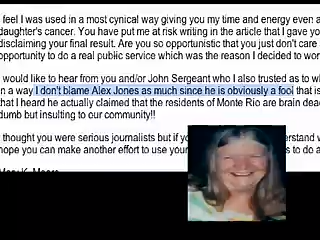 feel I was used in a most cynical way giving you my time and energy even a
daughter's cancer. You have put me at risk writing in the article that I gave yo
disclaiming your final result. Are you so opportunistic that you just don't care
opportunity to do a real public service which was the reason I decided to wor
would like to hear from you and/or John Sergeant who I also trusted as to wh
n a way I don't blame Alex Jones as much since he is obviously a fool that is
that I heard he actually claimed that the residents of Monte Rio are brain dea
dumb but insulting to our community!!
thought you were serious journalists but if yo erstand w
hope you can make another effort to use your s to do a